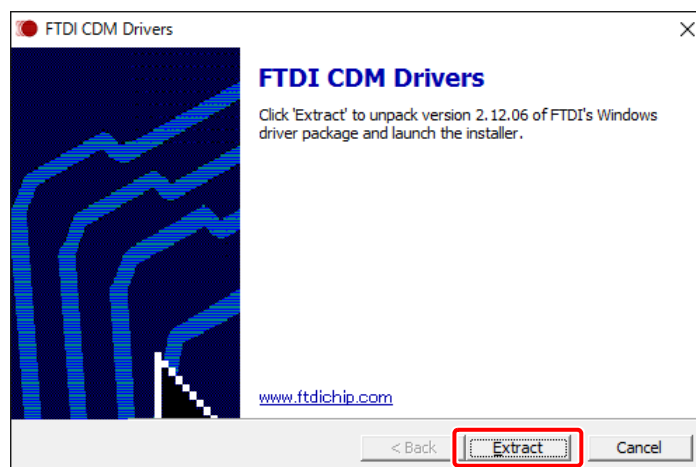 FTDI CDM Drivers
FTDI CDM Drivers
Click 'Extract' to unpack version 2.12.06 of FTDI's Windows
driver package and launch the installer.
www.ftdichip.com
< Back Extract Cancel